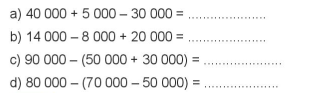 a) 40 000 + 5 000 – 30 000 = ......................
b) 14 000 – 8 000 + 20 000 = ......................
c) 90 000 – (50 000 + 30 000) = ......................
d) 80 000 – (70 000 – 50 000) = .....................